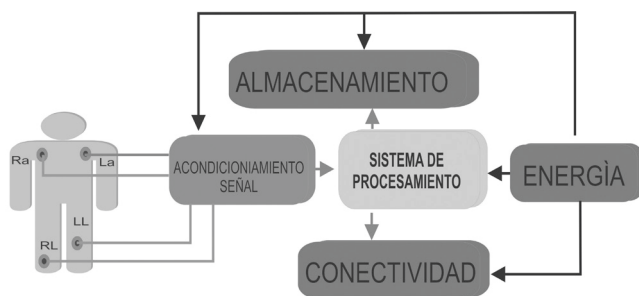 ALMACENAMIENTO
Ra
La
ACONDICIONIAMIENTO
SEÑAL
SISTEMA DE
PROCESAMIENTO
ENERGÌA
LL
RL
CONECTIVIDAD